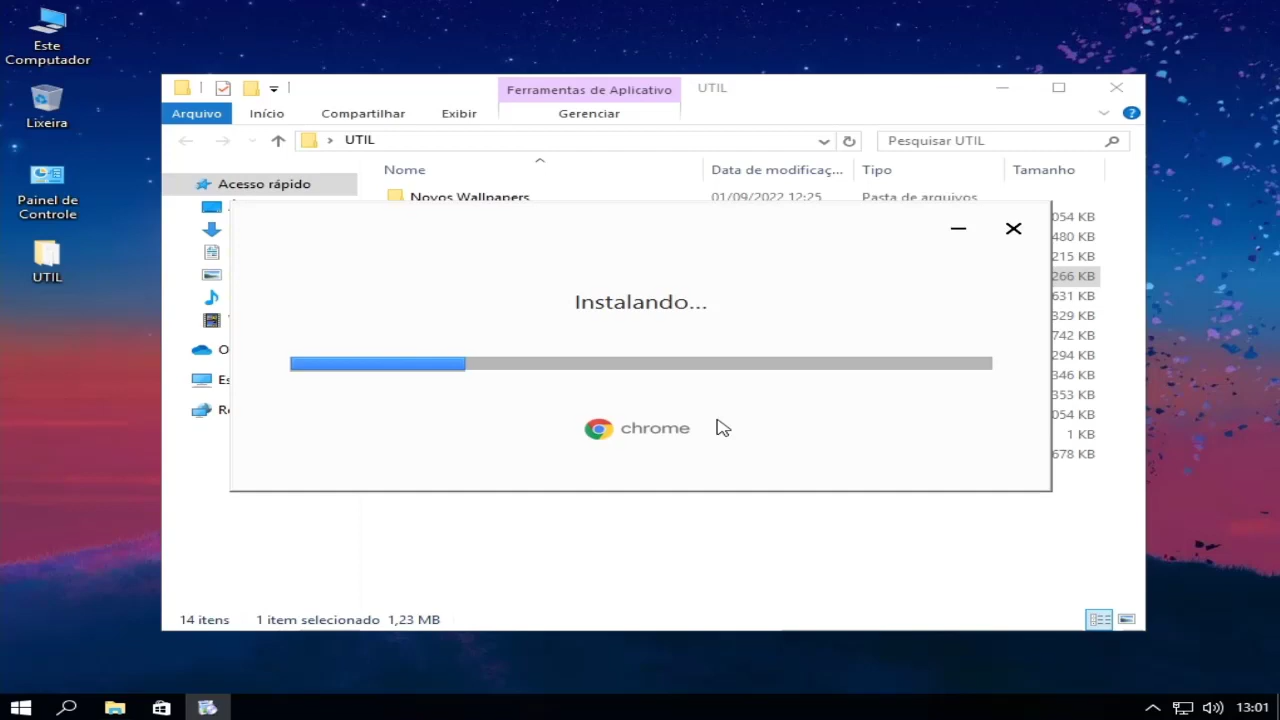 Este
Computador
Lixeira
Painel de
Controle
UTIL
Ferramentas de Aplicativo
UTIL
Arquivo
Início
Compartilhar
Exibir
Gerenciar
UTIL
Pesquisar UTIL
Nome
Data de modificaç...
Tipo
Tamanho
Acesso rápido
Novos Wallpapers
01/09/2022 12:25
Pasta de arquivos
054 KB
480 KB
215 KB
266 KB
631 KB
329 KB
742 KB
294 KB
346 KB
353 KB
054 KB
1 KB
678 KB
Instalando...
chrome
O
Es
Re
14 itens
1 item selecionado
1,23 MB
13:01